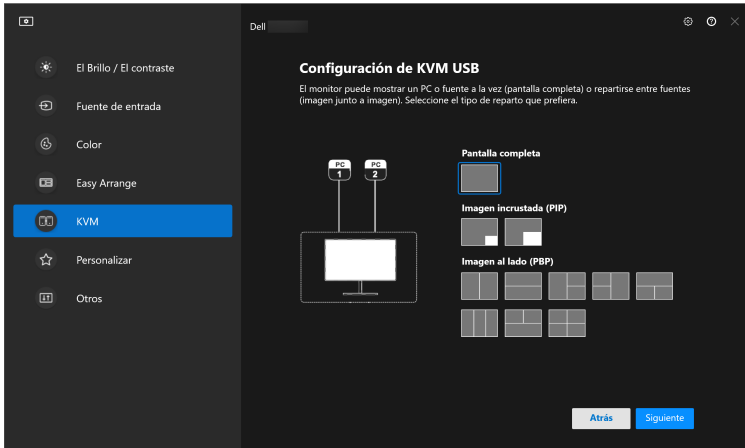 Dell
El Brillo / El contraste
Fuente de entrada
Color
Easy Arrange
KVM
Personalizar
Otros
Configuración de KVM USB
El monitor puede mostrar un PC o fuente a la vez (pantalla completa) o repartirse entre fuentes
(imagen junto a imagen). Seleccione el tipo de reparto que prefiera.
PC
1
PC
2
Pantalla completa
Imagen incrustada (PIP)
Imagen al lado (PBP)
Atrás
Siguiente